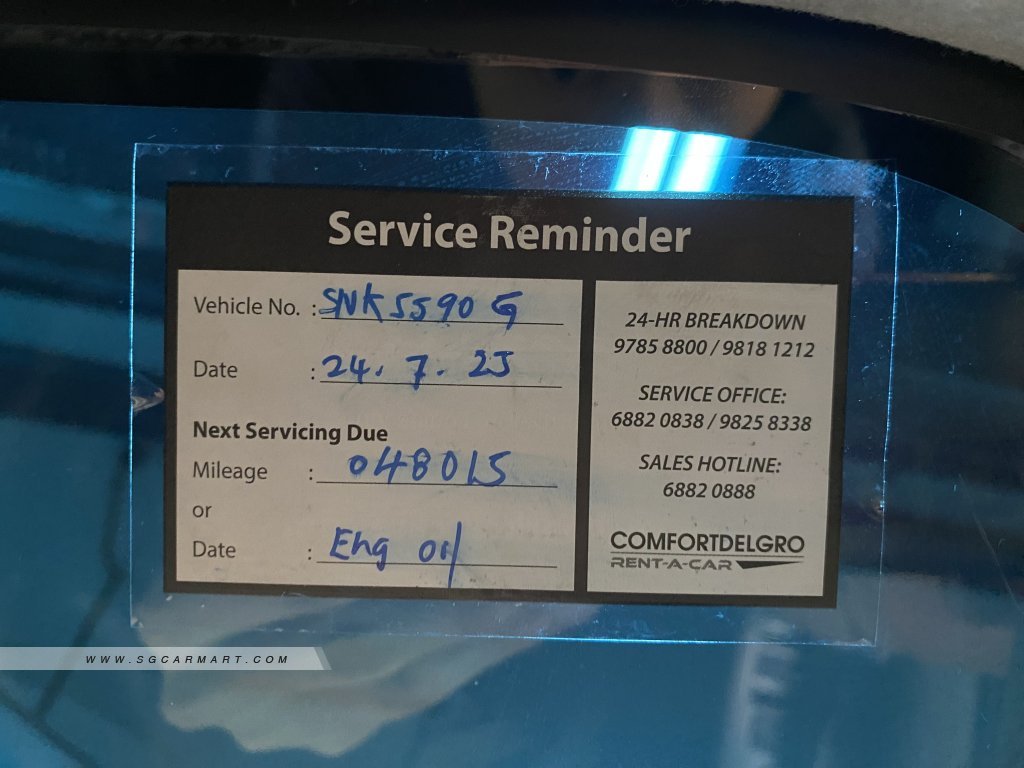 Service Reminder
Vehicle No. : SNK5590G
Date : 24.7.23
Next Servicing Due
Mileage : 048015
or
Date : Eng oil
24-HR BREAKDOWN
9785 8800 / 9818 1212
SERVICE OFFICE:
6882 0838 / 9825 8338
SALES HOTLINE:
6882 0888
COMFORTDELGRO
RENT-A-CAR
WWW.SGCARMART.COM